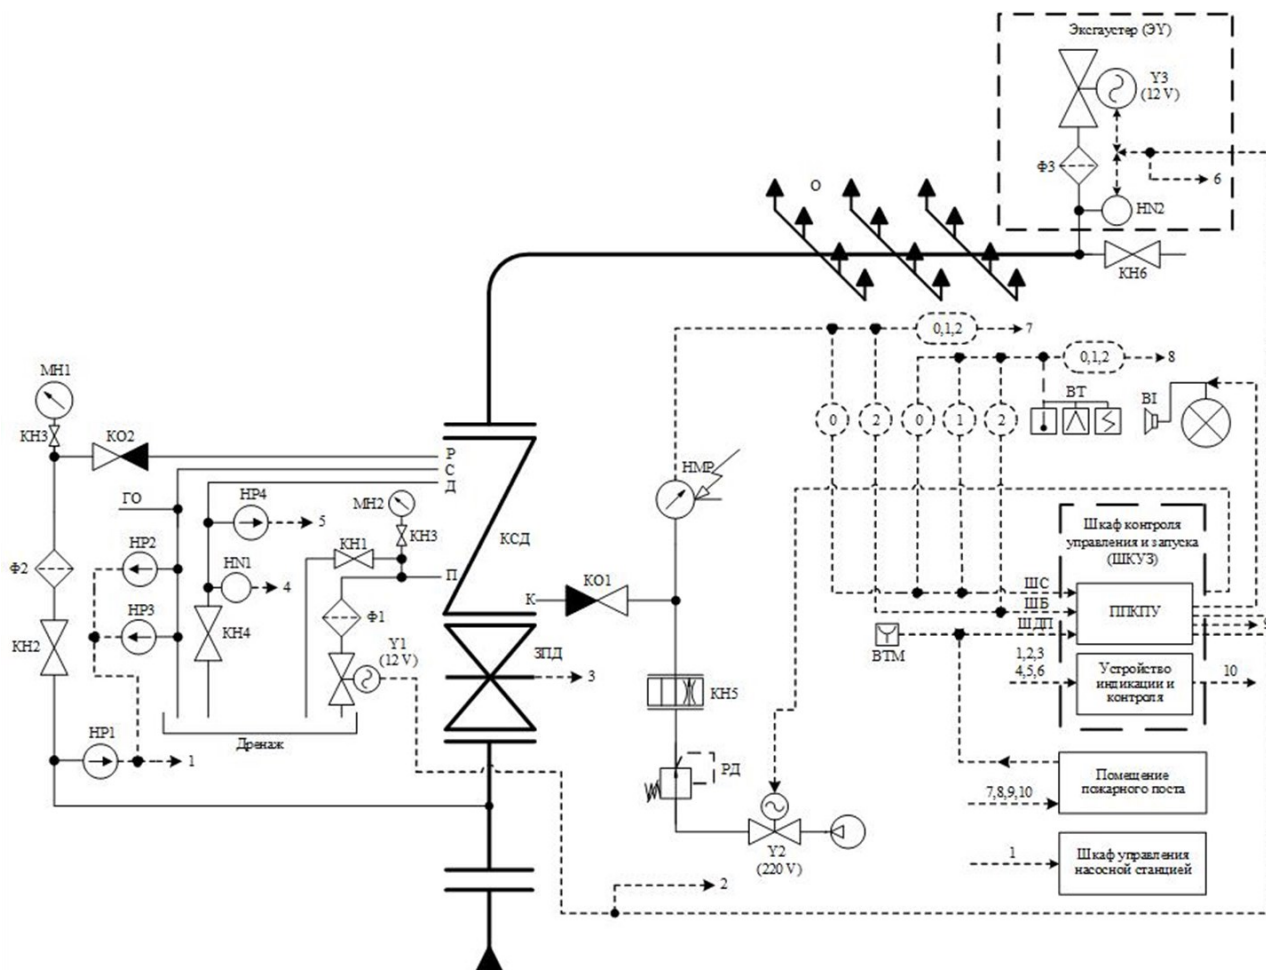 Эксгаустер (ЭУ)
Y3
(12 V)
Ф3
6
HN2
О
КН6
0,1,2
7
0,1,2
8
МН1
КН3
КО2
Р
С
Д
ВТ
ВІ
0
2
0
1
2
НМР
ГО
НР4
5
МН2
КН3
КСД
Шкаф контроля
управления и запуска
(ШКУЗ)
НР2
КН1
Ф2
HN1
4
П
КО1
К
ШС
ШБ
ППКПУ
НР3
Ф1
КН2
КН4
Y1
(12 V)
ЗПД
3
ШДП
9
ВТМ
1,2,3
4,5,6
Устройство
индикации и
контроля
10
КН5
НР1
1
Дренаж
РД
Помещение
пожарного поста
7,8,9,10
Y2
(220 V)
1
Шкаф управления
насосной станцией
2